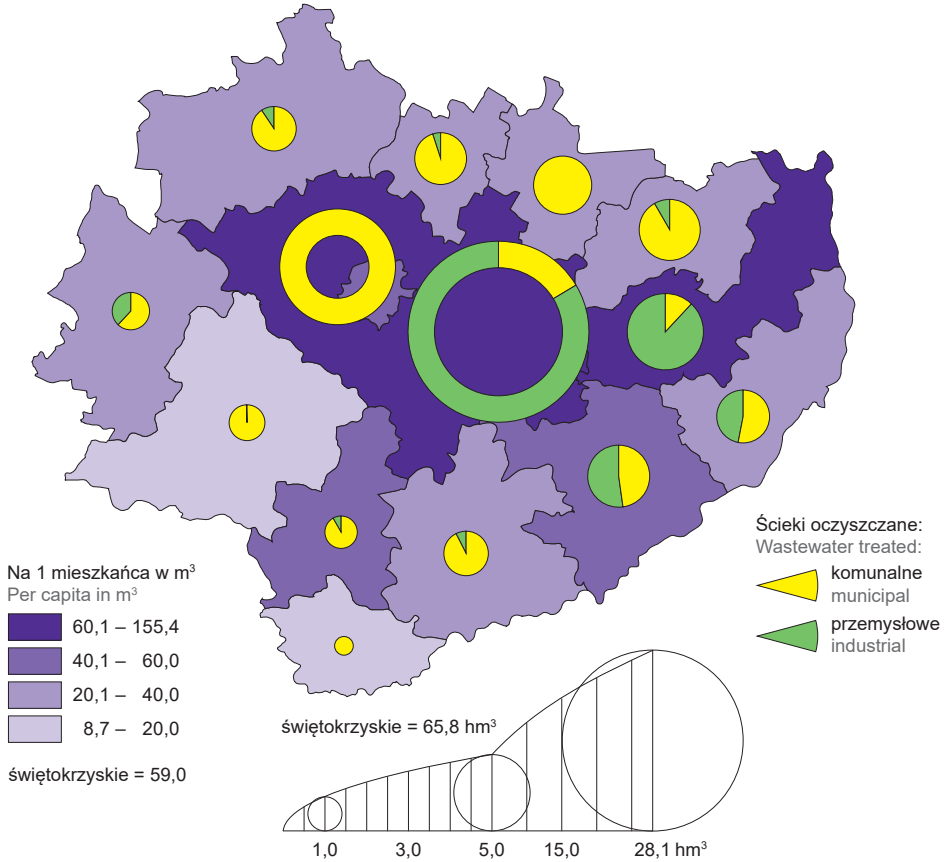 Ścieki oczyszczane:
Wastewater treated:
komunalne
municipal
przemysłowe
industrial
Na 1 mieszkańca w m³
Per capita in m³
60,1 – 155,4
40,1 – 60,0
20,1 – 40,0
8,7 – 20,0
świętokrzyskie = 59,0
świętokrzyskie = 65,8 hm³
1,0 3,0 5,0 15,0 28,1 hm³